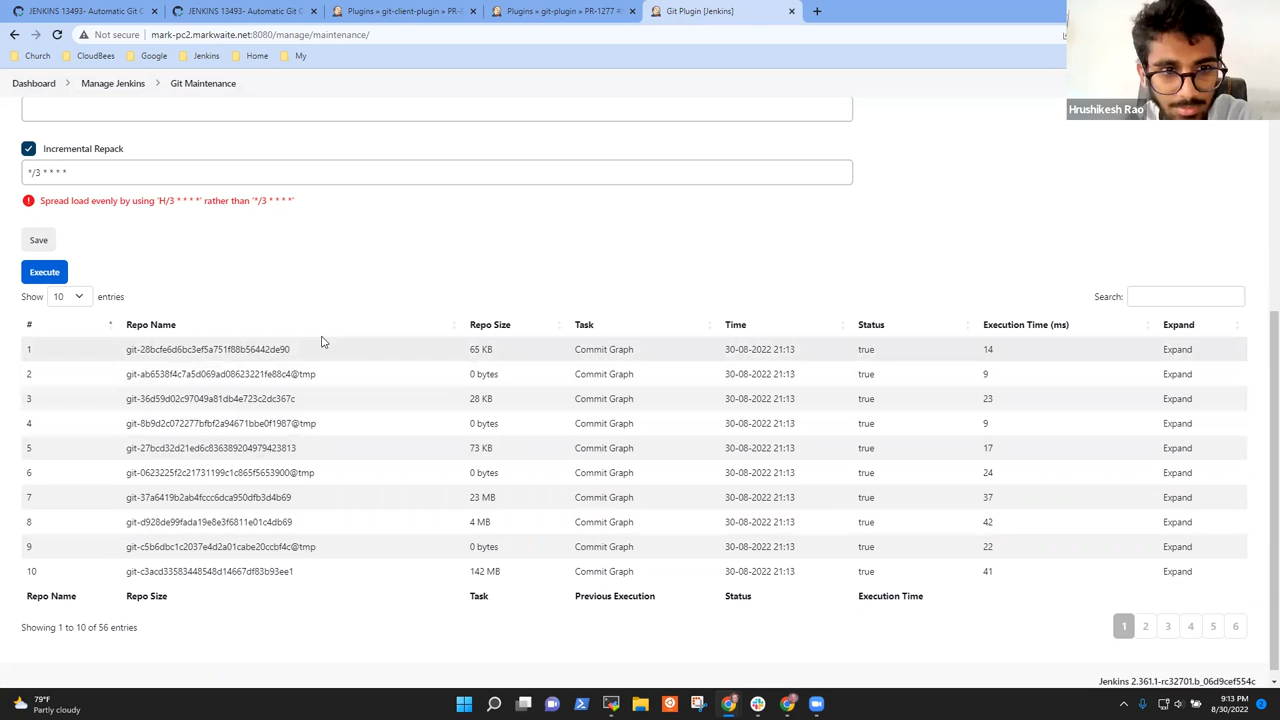 JENKINS 13493- Automatic Git C
JENKINS 13493- Automatic Git C
Plugins » git-client-plugin » PR-
Plugins » git-plugin » PR-1277 #
Git Plugin [Jenkins]
Not secure
mark-pc2.markwaite.net:8080/manage/maintenance/
Church
CloudBees
Google
Jenkins
Home
My
Dashboard
Manage Jenkins
Git Maintenance
Hrushikesh Rao
Incremental Repack
*/3 * * * *
Spread load evenly by using 'H/3 * * * *' rather than '*/3 * * * *'
Save
Execute
Show 10 entries
Search:
# Repo Name Repo Size Task Time Status Execution Time (ms) Expand
1 git-28bcfe6d6bc3ef5a751f88b56442de90 65 KB Commit Graph 30-08-2022 21:13 true 14 Expand
2 git-ab6538f4c7a5d069ad08623221fe88c4@tmp 0 bytes Commit Graph 30-08-2022 21:13 true 9 Expand
3 git-36d59d02c97049a81db4e723c2dc367c 28 KB Commit Graph 30-08-2022 21:13 true 23 Expand
4 git-8b9d2c072277bfbf2a94671bbe0f1987@tmp 0 bytes Commit Graph 30-08-2022 21:13 true 9 Expand
5 git-27bcd32d21ed6c836389204979423813 73 KB Commit Graph 30-08-2022 21:13 true 17 Expand
6 git-0623225f2c21731199c1c865f5653900@tmp 0 bytes Commit Graph 30-08-2022 21:13 true 24 Expand
7 git-37a6419b2ab4fccc6dca950dfb3d4b69 23 MB Commit Graph 30-08-2022 21:13 true 37 Expand
8 git-d928de99fada19e8e3f6811e01c4db69 4 MB Commit Graph 30-08-2022 21:13 true 42 Expand
9 git-c5b6dbc1c2037e4d2a01cabe20ccbf4c@tmp 0 bytes Commit Graph 30-08-2022 21:13 true 22 Expand
10 git-c3acd33583448548d14667df83b93ee1 142 MB Commit Graph 30-08-2022 21:13 true 41 Expand
Repo Name Repo Size Task Previous Execution Status Execution Time
Showing 1 to 10 of 56 entries
1 2 3 4 5 6
Jenkins 2.361.1-rc32701.b_06d9cef554c
79°F
Partly cloudy
9:13 PM
8/30/2022
2